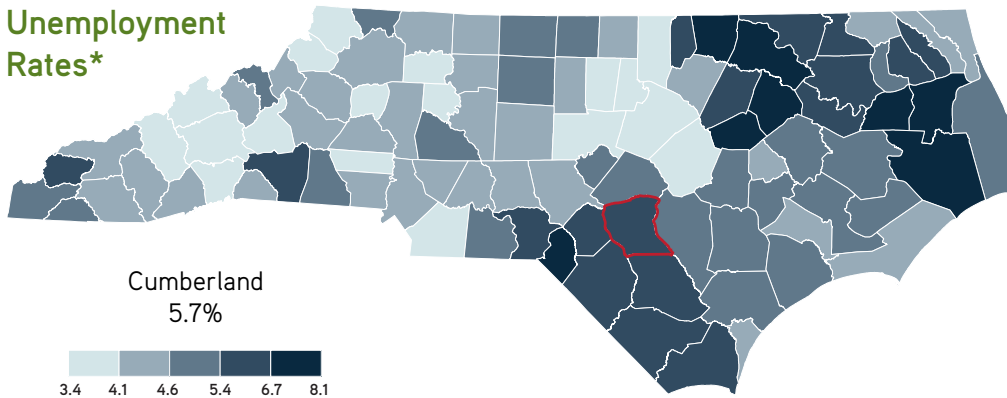 Unemployment
Rates*
Cumberland
5.7%
3.4 4.1 4.6 5.4 6.7 8.1